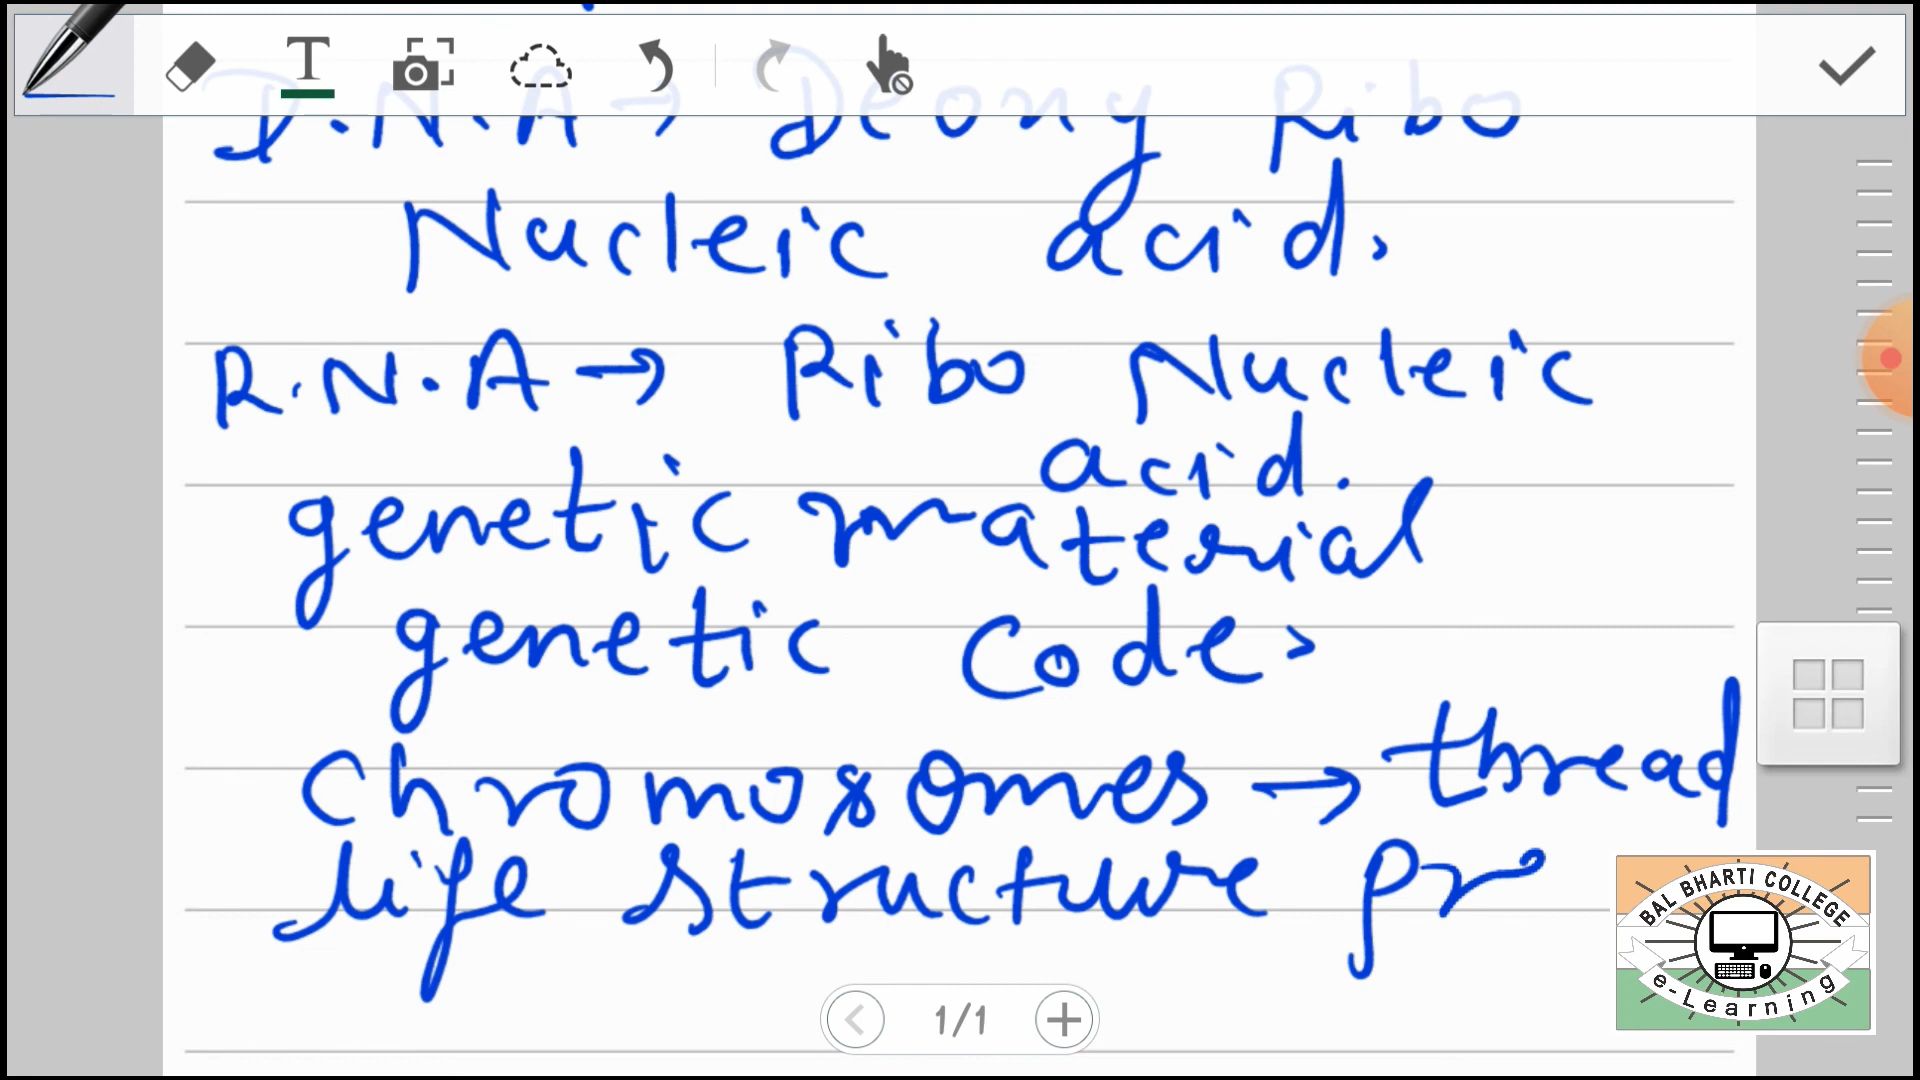 T
D.N.A → Deoxy Ribo
Nucleic acid.
R.N.A → Ribo Nucleic
acid.
genetic material
genetic Code>
Chromosomes → thread
life structure pr
1/1
BAL BHARTI COLLEGE
e-Learning